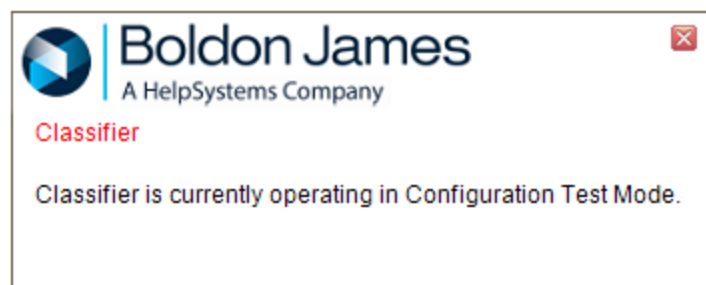 Boldon James
A HelpSystems Company
Classifier
Classifier is currently operating in Configuration Test Mode.